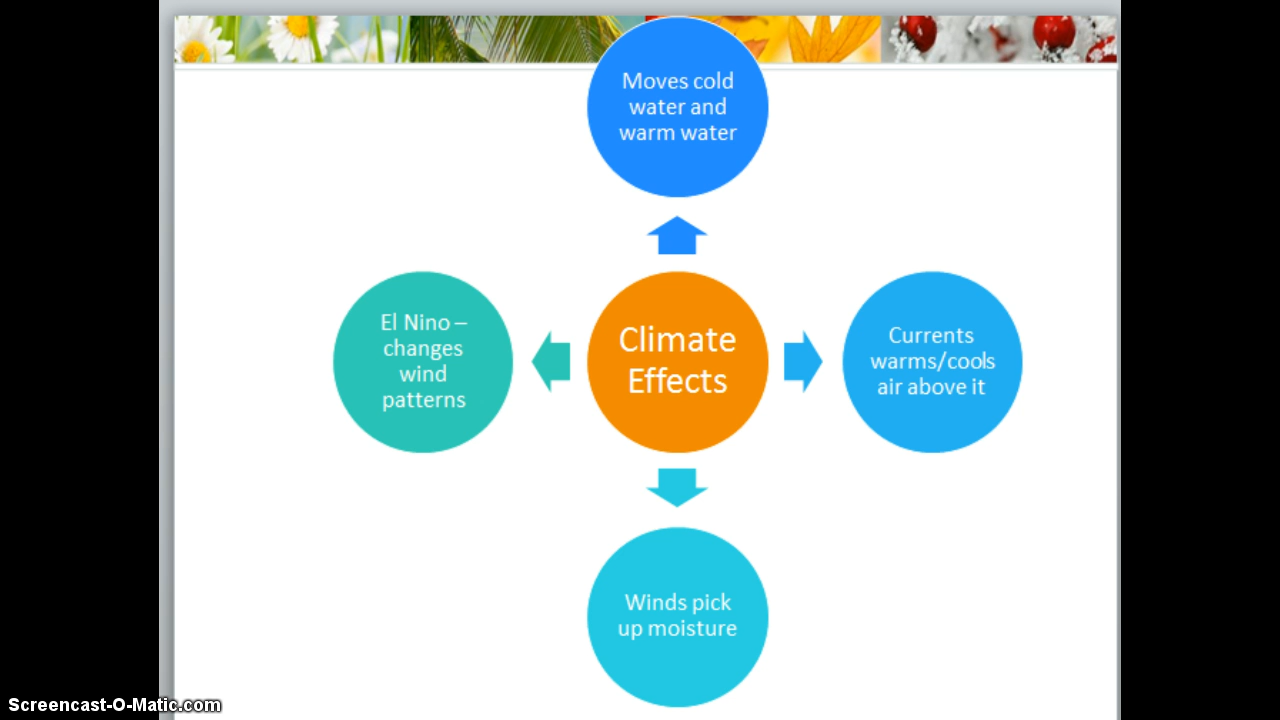 Moves cold
water and
warm water
El Nino –
changes
wind
patterns
Climate
Effects
Currents
warms/cools
air above it
Winds pick
up moisture
Screencast-O-Matic.com